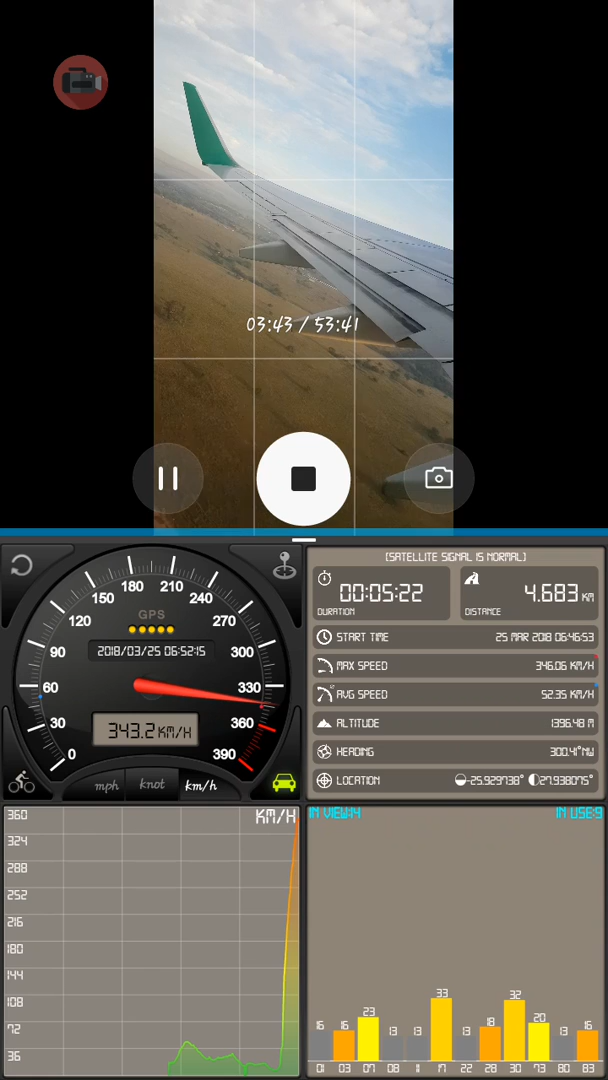 03:43 / 53:41
GPS
2018/03/25 06:52:15
0
30
60
90
120
150
180
210
240
270
300
330
360
390
343.2 KM/H
mph knot km/h
[SATELLITE SIGNAL IS NORMAL]
00:05:22
DURATION
4.683 KM
DISTANCE
START TIME 25 MAR 2018 06:46:53
MAX SPEED 346.06 KM/H
AVG SPEED 52.35 KM/H
ALTITUDE 1396.48 M
HEADING 300.41°NW
LOCATION -25.929738° 27.938075°
KM/H
360
324
288
252
216
180
144
108
72
36
IN VIEW:14 IN USE:9
16 16 23 13 13 33 13 18 32 20 13 16
01 03 07 08 11 17 22 28 30 73 80 83